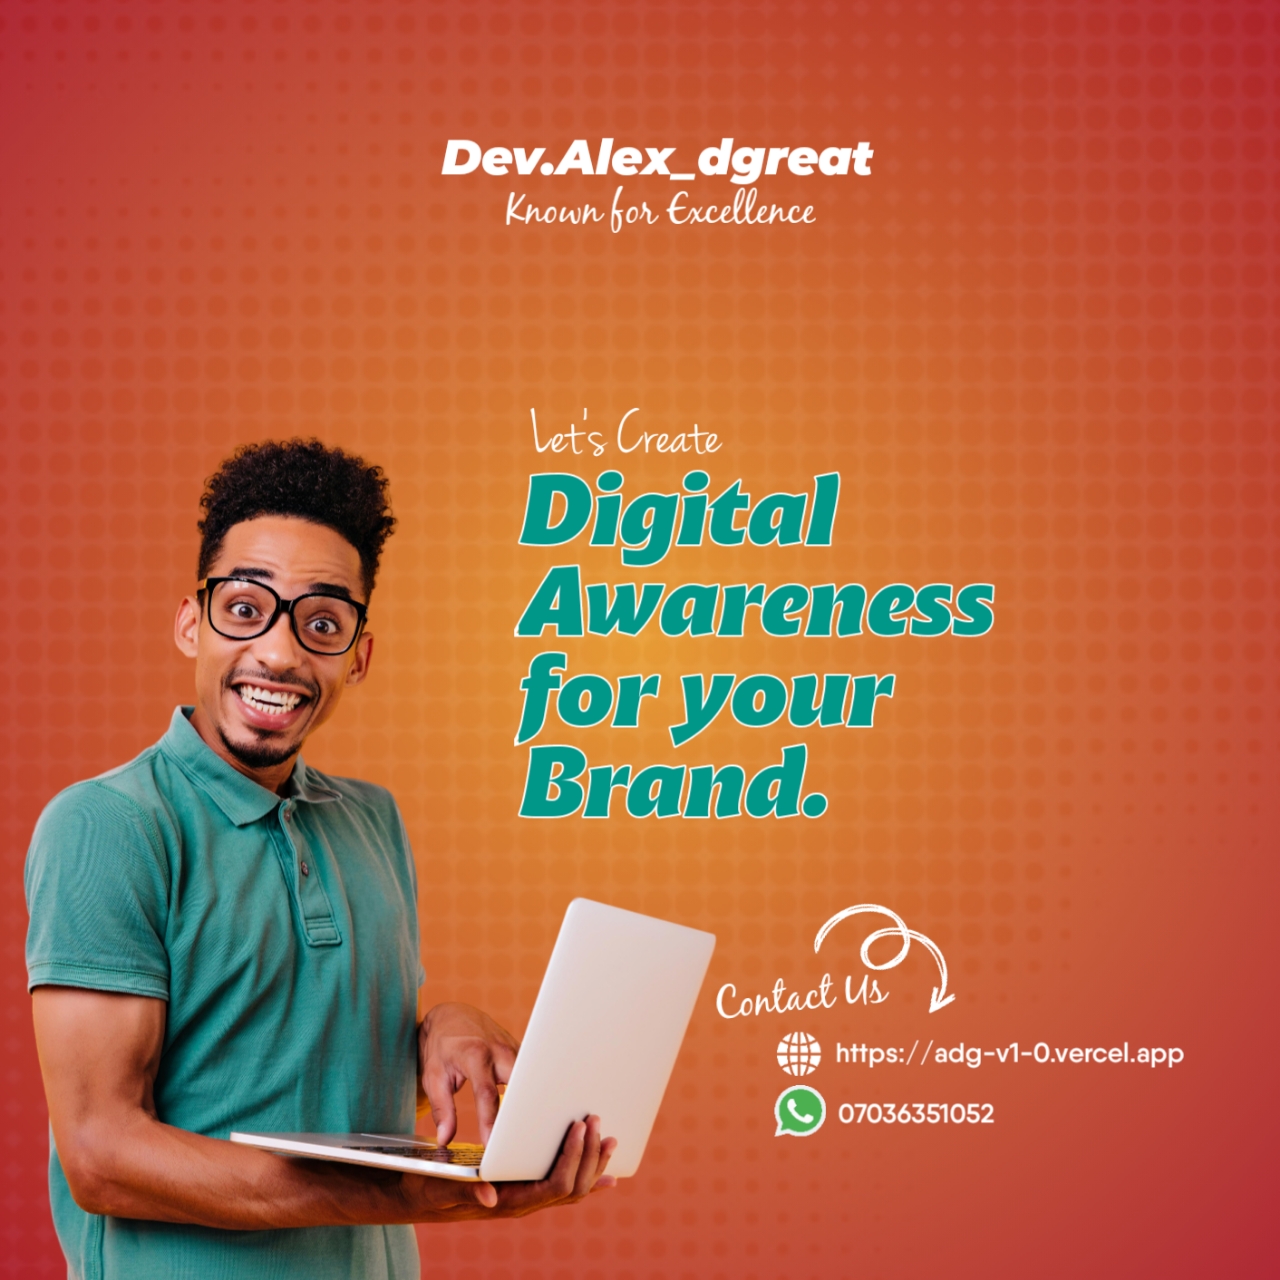 Dev.Alex_dgreat
Known for Excellence
Let's Create
Digital
Awareness
for your
Brand.
Contact Us
https://adg-v1-0.vercel.app
07036351052